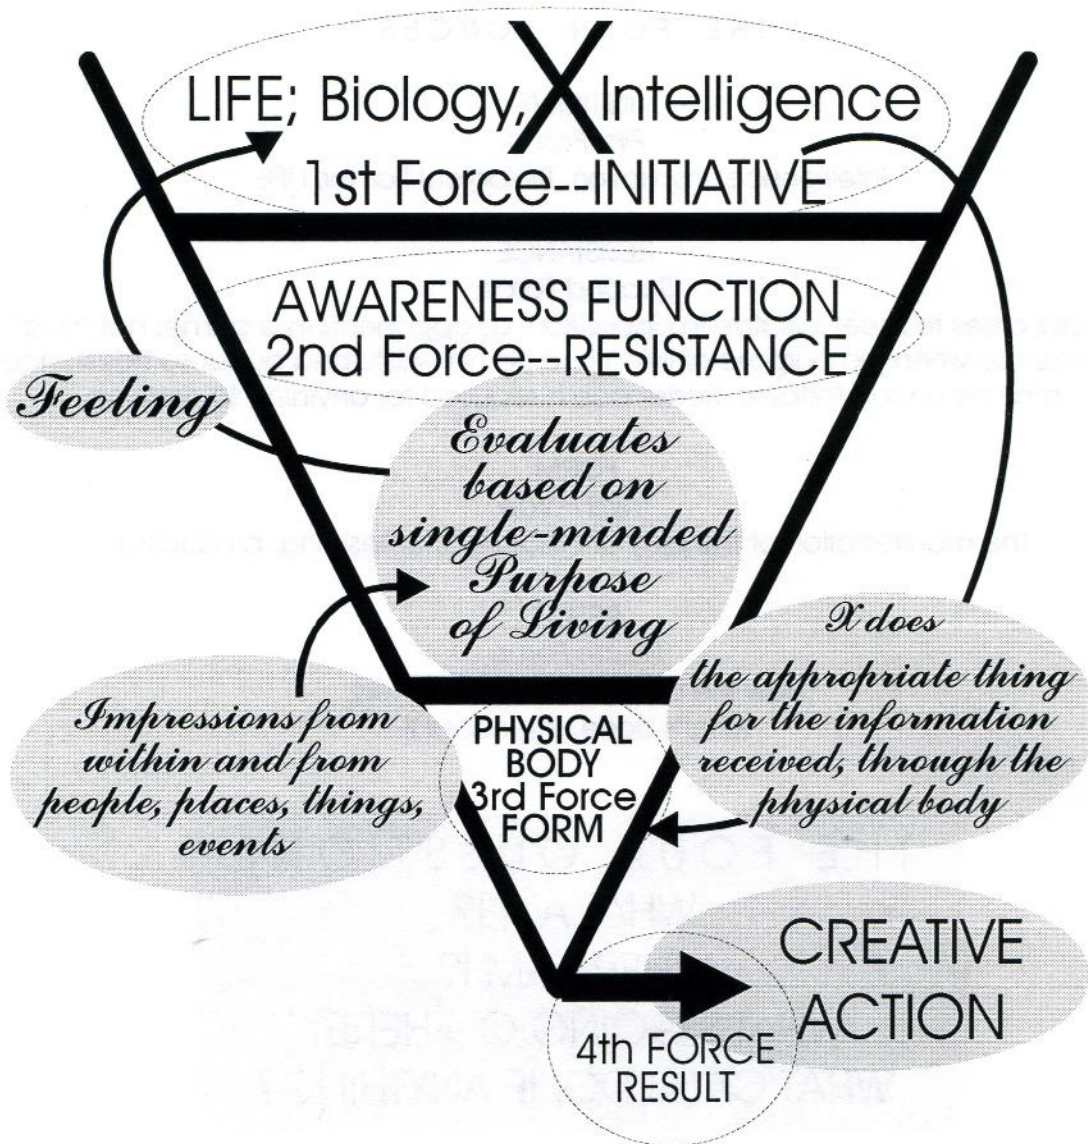 LIFE; Biology, X Intelligence
1st Force--INITIATIVE
AWARENESS FUNCTION
2nd Force--RESISTANCE
Feeling
Evaluates
based on
single-minded
Purpose
of Living
X does
the appropriate thing
for the information
received, through the
physical body
Impressions from
within and from
people, places, things,
events
PHYSICAL
BODY
3rd Force
FORM
CREATIVE
ACTION
4th FORCE
RESULT